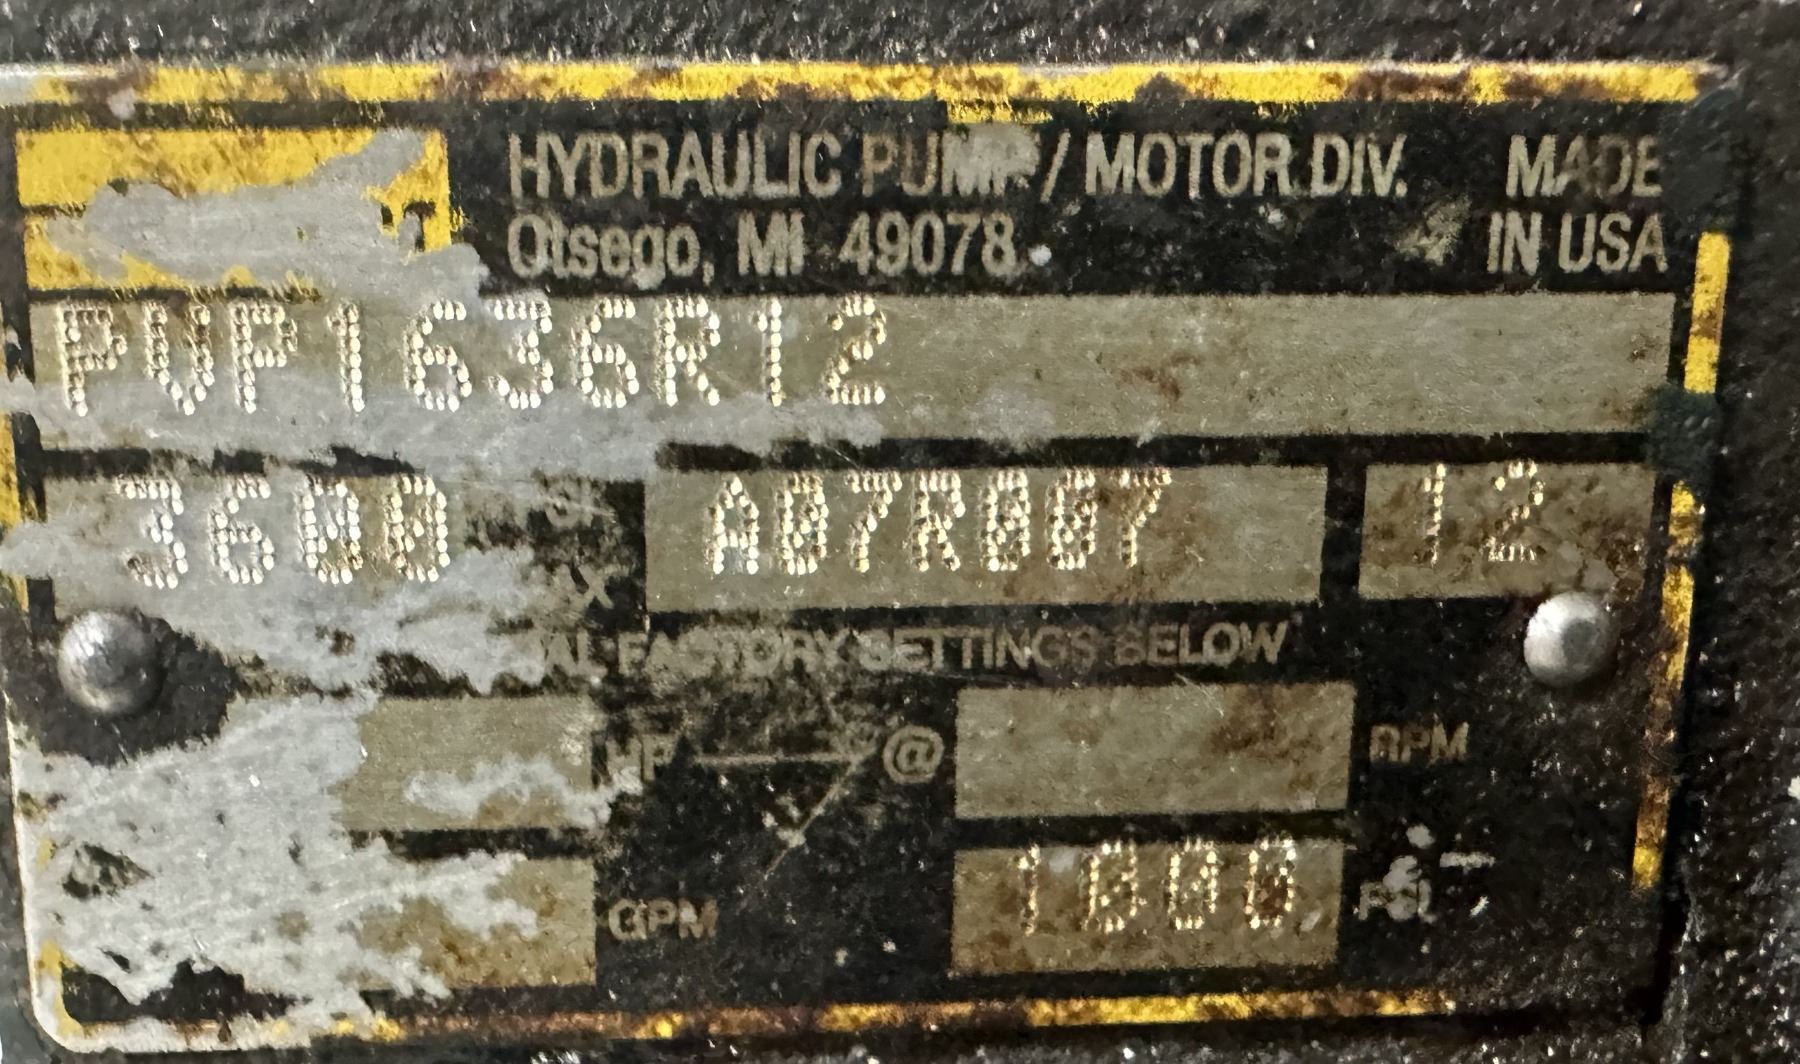 HYDRAULIC PUMP / MOTOR DIV. MADE
Otsego, MI 49078 IN USA
PVP1636R12
3600 A07R007 12
FACTORY SETTINGS BELOW
HP @ RPM
GPM 1000 PSI